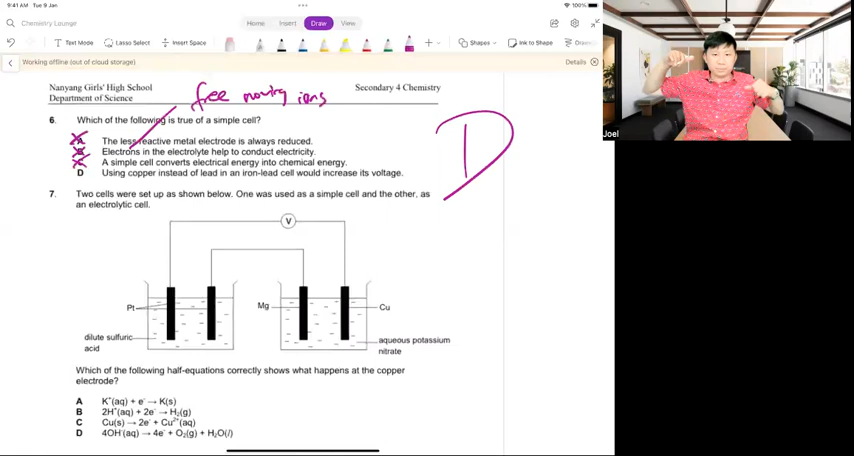 9:41 AM Tue 9 Jan
100%
Chemistry Lounge
Home Insert Draw View
Text Mode Lasso Select Insert Space
Shapes Ink to Shape Drawi
Working offline (out of cloud storage)
Details
Nanyang Girls' High School Secondary 4 Chemistry
Department of Science
free moving ions
6. Which of the following is true of a simple cell?
A The less reactive metal electrode is always reduced.
B Electrons in the electrolyte help to conduct electricity.
C A simple cell converts electrical energy into chemical energy.
D Using copper instead of lead in an iron-lead cell would increase its voltage.
D
7. Two cells were set up as shown below. One was used as a simple cell and the other, as
an electrolytic cell.
V
Pt
Mg
Cu
dilute sulfuric
acid
aqueous potassium
nitrate
Which of the following half-equations correctly shows what happens at the copper
electrode?
A K⁺(aq) + e⁻ → K(s)
B 2H⁺(aq) + 2e⁻ → H₂(g)
C Cu(s) → 2e⁻ + Cu²⁺(aq)
D 4OH⁻(aq) → 4e⁻ + O₂(g) + H₂O(l)
Joel